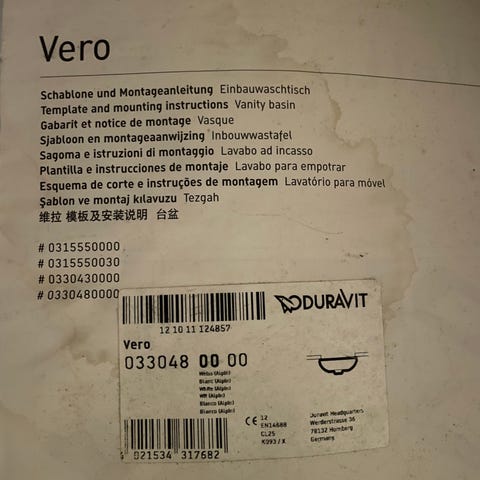 Vero
Schablone und Montageanleitung Einbauwaschtisch
Template and mounting instructions Vanity basin
Gabarit et notice de montage Vasque
Sjabloon en montageaanwijzing Inbouwwastafel
Sagoma e istruzioni di montaggio Lavabo ad incasso
Plantilla e instrucciones de montaje Lavabo para empotrar
Esquema de corte e instruções de montagem Lavatório para móvel
Şablon ve montaj kılavuzu Tezgah
维拉 模板及安装说明 台盆
# 0315550000
# 0315550030
# 0330430000
# 0330480000
DURAVIT
12 10 11 124857
Vero
033048 00 00
Weiss (Alpin)
Blanc (Alpin)
White (Alpin)
Wit (Alpin)
Bianco (Alpin)
Blanco (Alpin)
CE 12
EN14688
CL25
K093 / X
Duravit Headquarters
Werderstrasse 36
78132 Hornberg
Germany
4 021534 317682